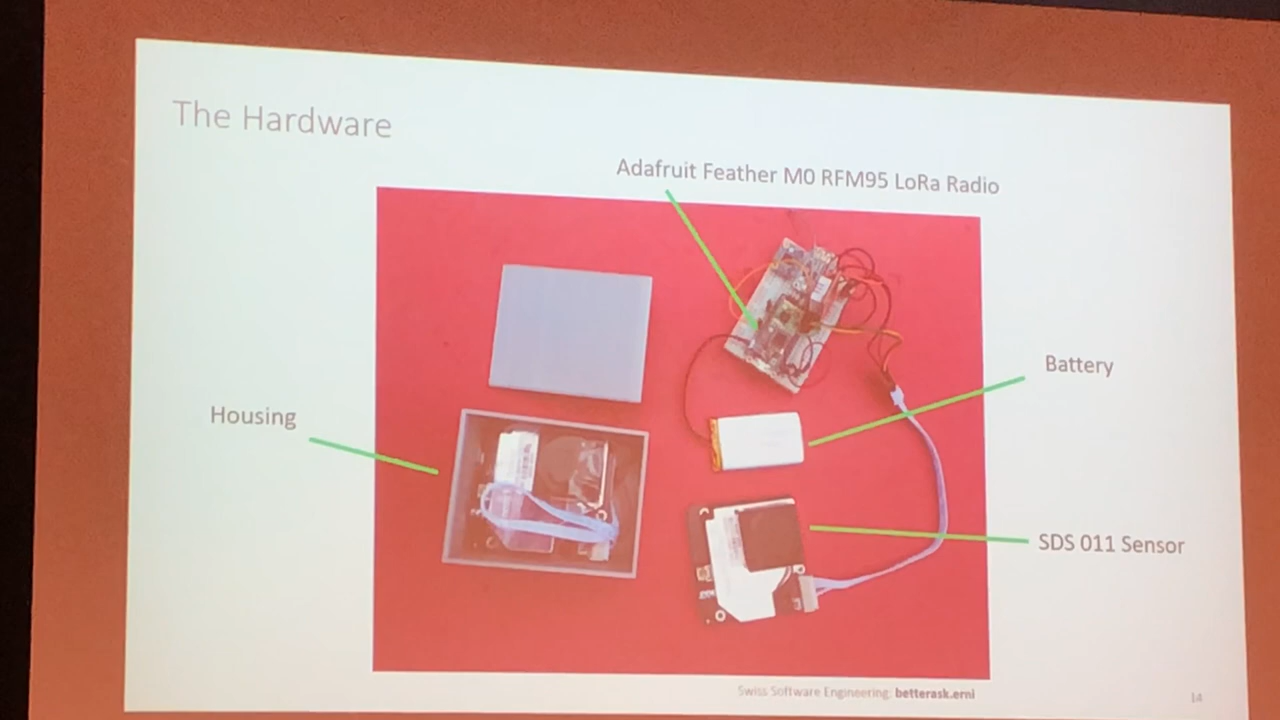 The Hardware
Adafruit Feather M0 RFM95 LoRa Radio
Battery
Housing
SDS 011 Sensor
Swiss Software Engineering: betterask.erni
14